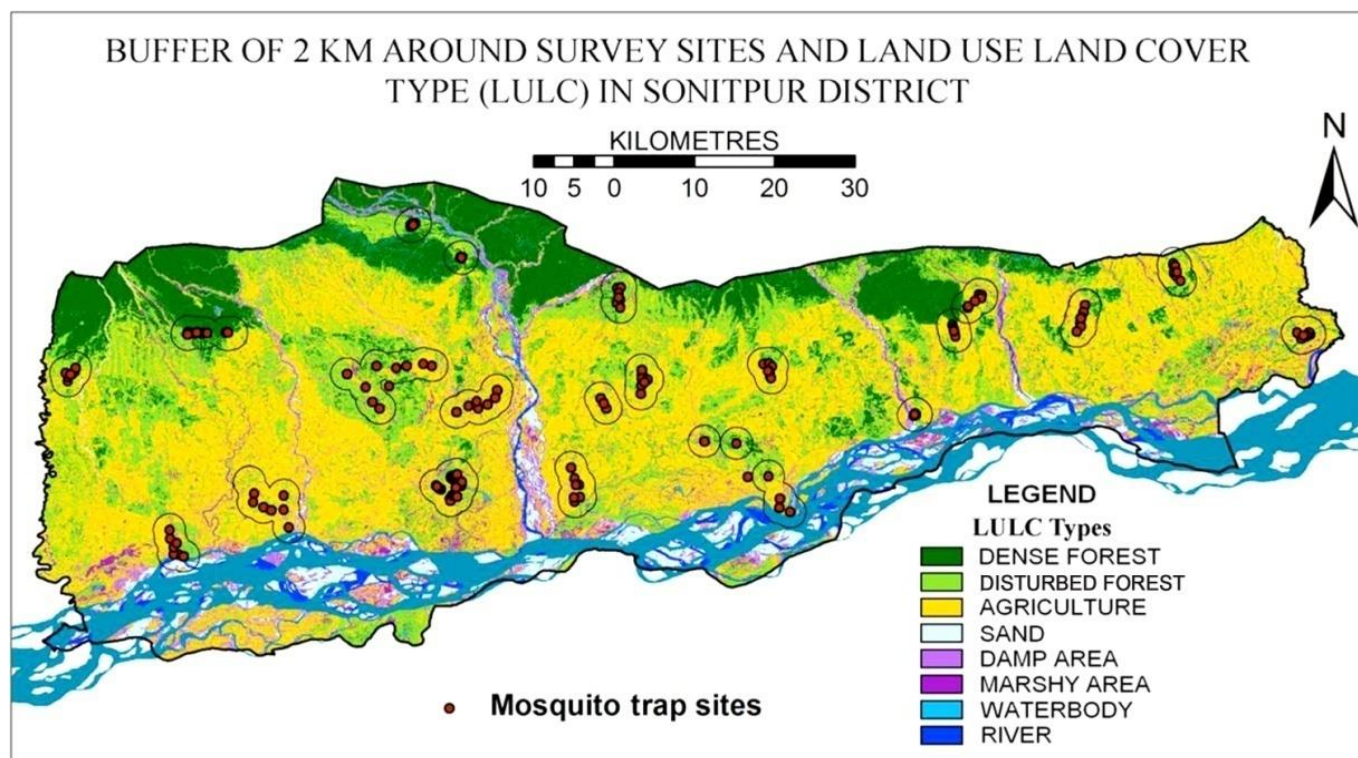 BUFFER OF 2 KM AROUND SURVEY SITES AND LAND USE LAND COVER
TYPE (LULC) IN SONITPUR DISTRICT
N
KILOMETRES
10 5 0 10 20 30
LEGEND
LULC Types
DENSE FOREST
DISTURBED FOREST
AGRICULTURE
SAND
DAMP AREA
MARSHY AREA
WATERBODY
RIVER
Mosquito trap sites